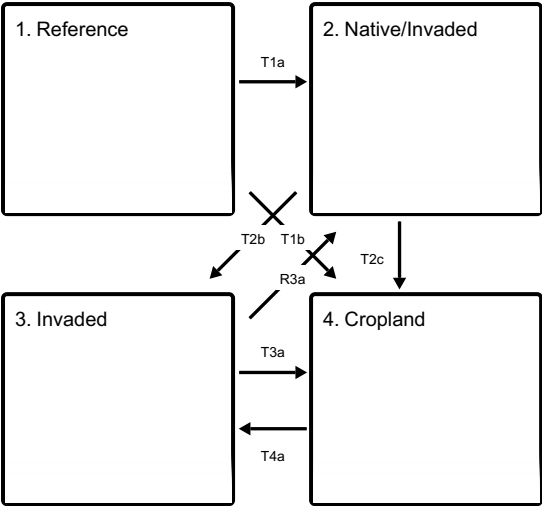 1. Reference
2. Native/Invaded
T1a
T2b
T1b
T2c
R3a
3. Invaded
4. Cropland
T3a
T4a